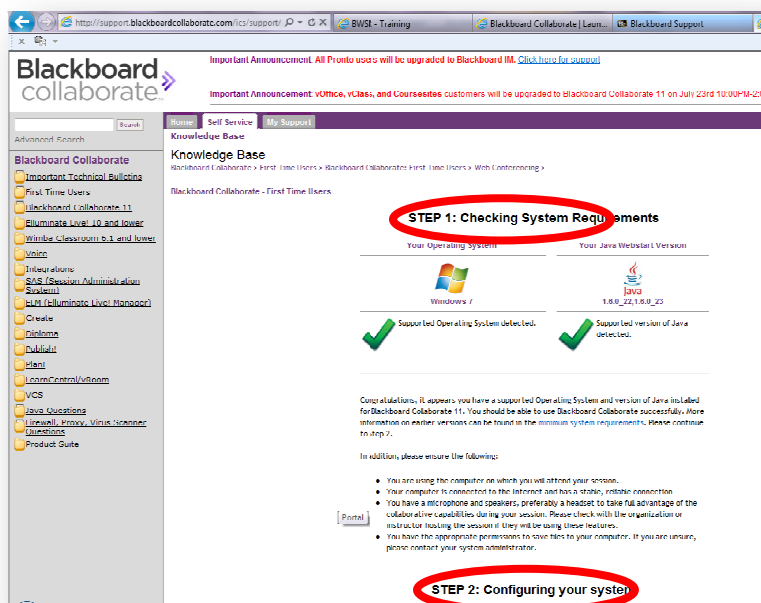 http://support.blackboardcollaborate.com/ics/support/
BWSI - Training
Blackboard Collaborate | Laun...
Blackboard Support
Blackboard
collaborate
Important Announcement: All Pronto users will be upgraded to Blackboard IM. Click here for support
Important Announcement: vOffice, vClass, and Coursesites customers will be upgraded to Blackboard Collaborate 11 on July 23rd 10:00PM-2:
Search
Advanced Search
Home
Self Service
My Support
Knowledge Base
Knowledge Base
Blackboard Collaborate > First Time Users > Blackboard Collaborate: First Time Users > Web Conferencing >
Blackboard Collaborate - First Time Users
Blackboard Collaborate
Important Technical Bulletins
First Time Users
Blackboard Collaborate 11
Elluminate Live! 10 and lower
Wimba Classroom 6.1 and lower
Voice
Integrations
SAS (Session Administration
System)
ELM (Elluminate Live! Manager)
Create
Diploma
Publish!
Plan!
LearnCentral/vRoom
VCS
Java Questions
Firewall, Proxy, Virus Scanner
Questions
Product Suite
STEP 1: Checking System Requirements
Your Operating System
Your Java Webstart Version
Windows 7
Java
1.6.0_22,1.6.0_23
Supported Operating System detected.
Supported version of Java
detected.
Congratulations, it appears you have a supported Operating System and version of Java installed
forBlackboard Collaborate 11. You should be able to use Blackboard Collaborate successfully. More
information on earlier versions can be found in the minimum system requirements. Please continue
to step 2.
In addition, please ensure the following:
You are using the computer on which you will attend your session.
Your computer is connected to the Internet and has a stable, reliable connection
You have a microphone and speakers, preferably a headset to take full advantage of the
collaborative capabilities during your session. Please check with the organization or
instructor hosting the session if they will be using these features.
You have the appropriate permissions to save files to your computer. If you are unsure,
please contact your system administrator.
Portal
STEP 2: Configuring your system